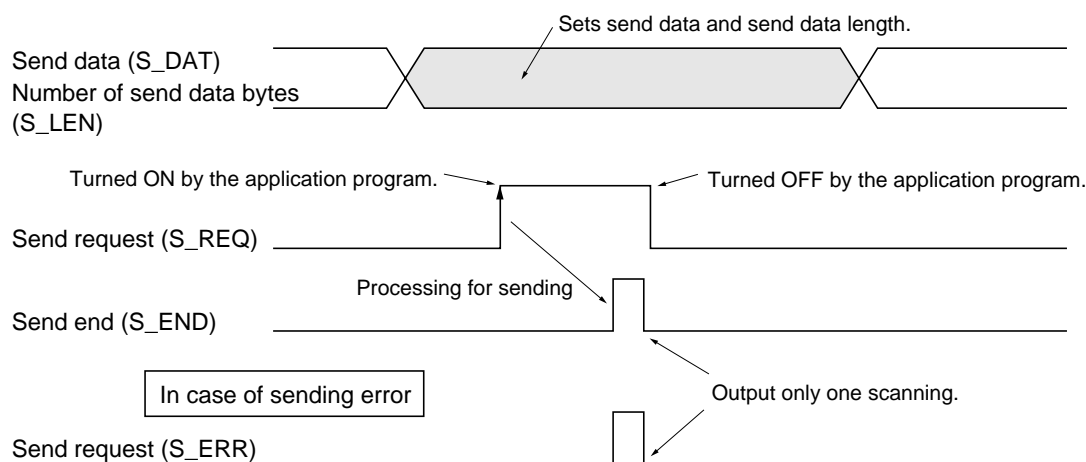 Sets send data and send data length.
Send data (S_DAT)
Number of send data bytes
(S_LEN)
Turned ON by the application program.
Turned OFF by the application program.
Send request (S_REQ)
Processing for sending
Send end (S_END)
In case of sending error
Output only one scanning.
Send request (S_ERR)